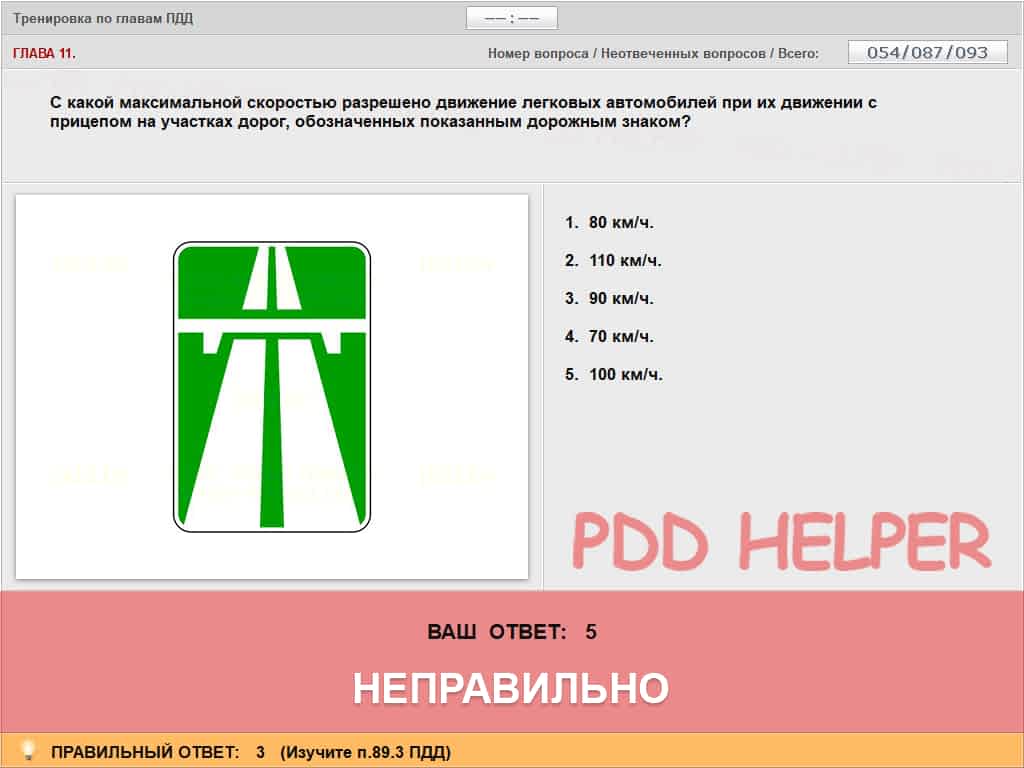 Тренировка по главам ПДД
—— : ——
ГЛАВА 11.
Номер вопроса / Неотвеченных вопросов / Всего:
054/087/093
С какой максимальной скоростью разрешено движение легковых автомобилей при их движении с
прицепом на участках дорог, обозначенных показанным дорожным знаком?
1. 80 км/ч.
2. 110 км/ч.
3. 90 км/ч.
4. 70 км/ч.
5. 100 км/ч.
PDD HELPER
ВАШ ОТВЕТ: 5
НЕПРАВИЛЬНО
ПРАВИЛЬНЫЙ ОТВЕТ: 3 (Изучите п.89.3 ПДД)